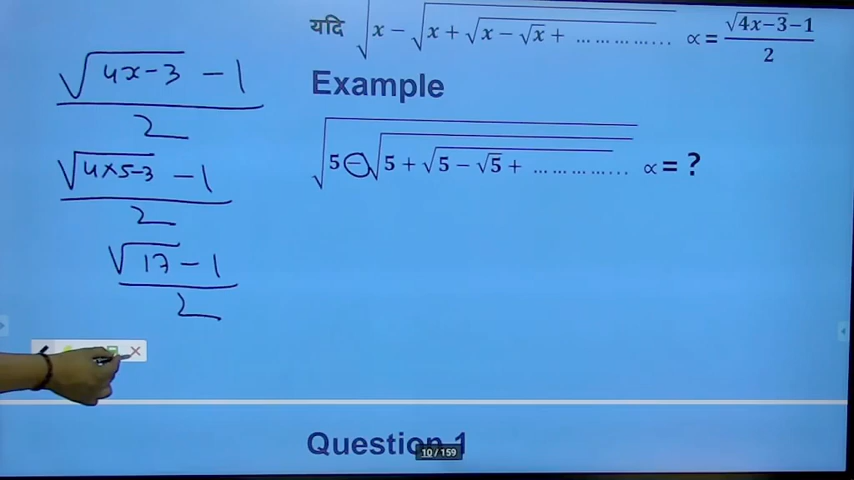 यदि √x − √x + √x − √x + ………….. ∝ = √4x−3 −1 / 2
Example
√5 − √5 + √5 − √5 + ………….. ∝ = ?
√4x−3 −1 / 2
√4×5−3 −1 / 2
√17 −1 / 2
Question 1
10 / 159